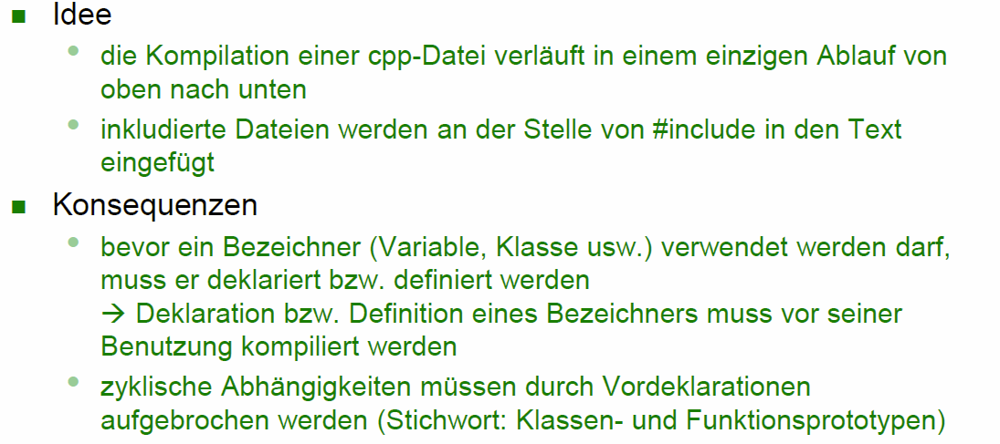 Idee
die Kompilation einer cpp-Datei verläuft in einem einzigen Ablauf von
oben nach unten
inkludierte Dateien werden an der Stelle von #include in den Text
eingefügt
Konsequenzen
bevor ein Bezeichner (Variable, Klasse usw.) verwendet werden darf,
muss er deklariert bzw. definiert werden
→ Deklaration bzw. Definition eines Bezeichners muss vor seiner
Benutzung kompiliert werden
zyklische Abhängigkeiten müssen durch Vordeklarationen
aufgebrochen werden (Stichwort: Klassen- und Funktionsprototypen)